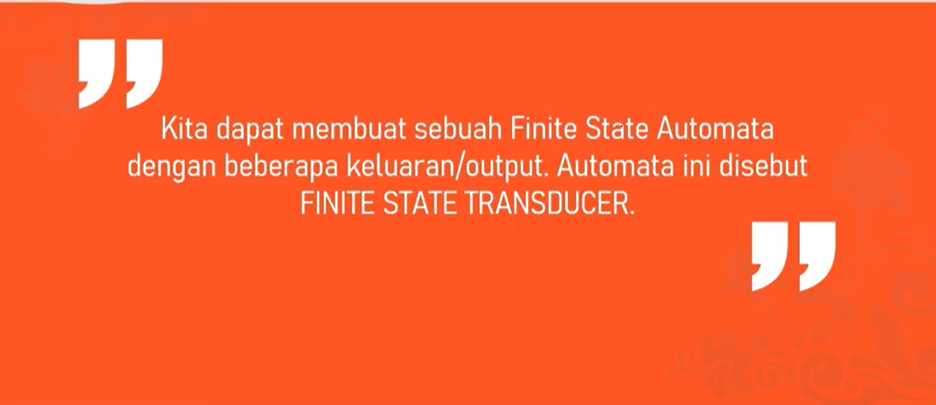 Kita dapat membuat sebuah Finite State Automata
dengan beberapa keluaran/output. Automata ini disebut
FINITE STATE TRANSDUCER.